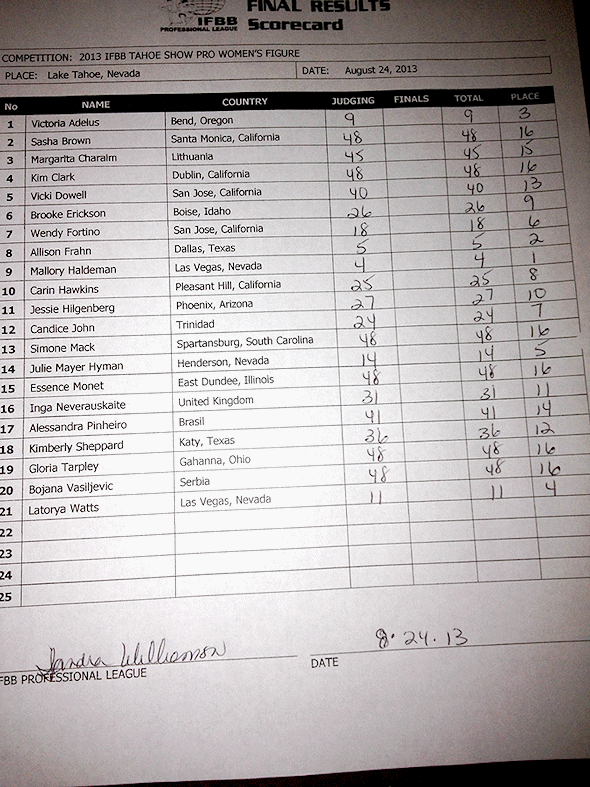 FINAL RESULTS
IFBB Scorecard
PROFESSIONAL LEAGUE
COMPETITION: 2013 IFBB TAHOE SHOW PRO WOMEN'S FIGURE
PLACE: Lake Tahoe, Nevada DATE: August 24, 2013
No NAME COUNTRY JUDGING FINALS TOTAL PLACE
1 Victoria Adelus Bend, Oregon 9 9 3
2 Sasha Brown Santa Monica, California 48 48 16
3 Margarita Charaim Lithuania 45 45 15
4 Kim Clark Dublin, California 48 48 16
5 Vicki Dowell San Jose, California 40 40 13
6 Brooke Erickson Boise, Idaho 26 26 9
7 Wendy Fortino San Jose, California 18 18 6
8 Allison Frahn Dallas, Texas 5 5 2
9 Mallory Haldeman Las Vegas, Nevada 4 4 1
10 Carin Hawkins Pleasant Hill, California 25 25 8
11 Jessie Hilgenberg Phoenix, Arizona 27 27 10
12 Candice John Trinidad 24 24 7
13 Simone Mack Spartansburg, South Carolina 48 48 16
14 Julie Mayer Hyman Henderson, Nevada 14 14 5
15 Essence Monet East Dundee, Illinois 48 48 16
16 Inga Neverauskaite United Kingdom 31 31 11
17 Alessandra Pinheiro Brasil 41 41 14
18 Kimberly Sheppard Katy, Texas 36 36 12
19 Gloria Tarpley Gahanna, Ohio 48 48 16
20 Bojana Vasiljevic Serbia 48 48 16
21 Latorya Watts Las Vegas, Nevada 11 11 4
22
23
24
25
Sandra Williamson 8·24·13
FBB PROFESSIONAL LEAGUE DATE